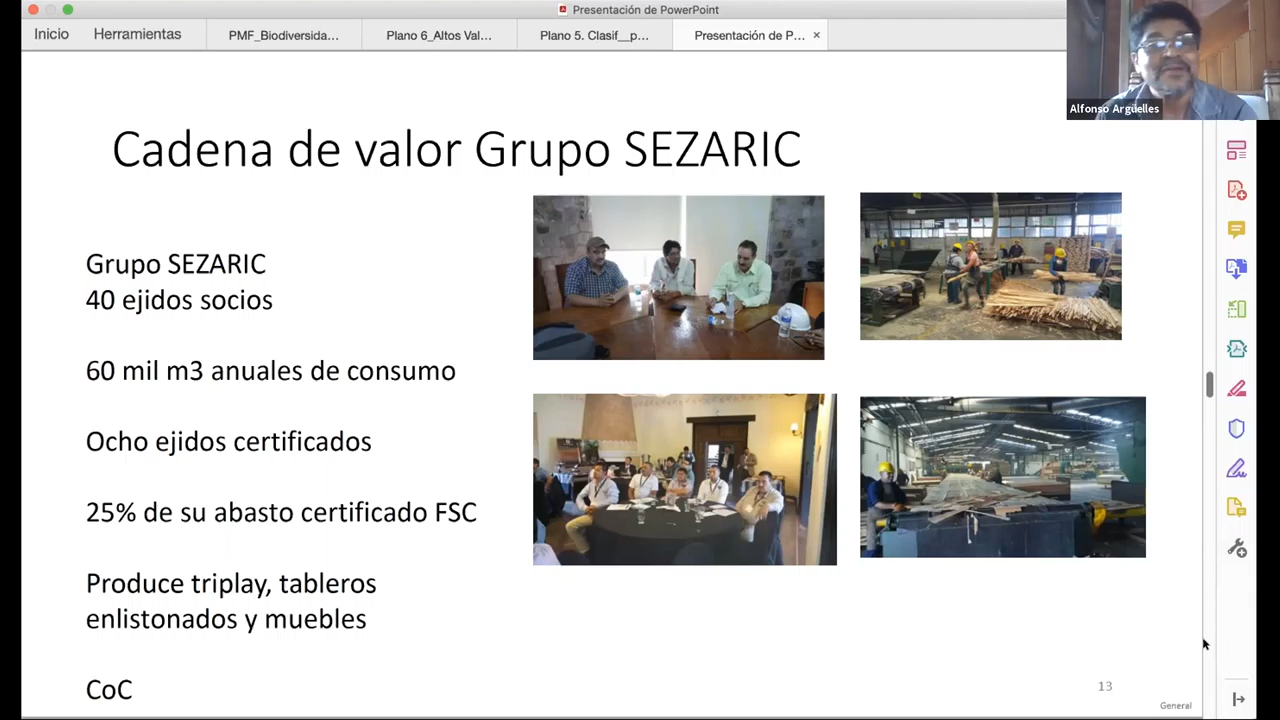 Presentación de PowerPoint
Inicio
Herramientas
PMF_Biodiversida...
Plano 6_Altos Val...
Plano 5. Clasif__p...
Presentación de P... ×
Alfonso Argüelles
Cadena de valor Grupo SEZARIC
Grupo SEZARIC
40 ejidos socios
60 mil m3 anuales de consumo
Ocho ejidos certificados
25% de su abasto certificado FSC
Produce triplay, tableros
enlistonados y muebles
CoC
13
General